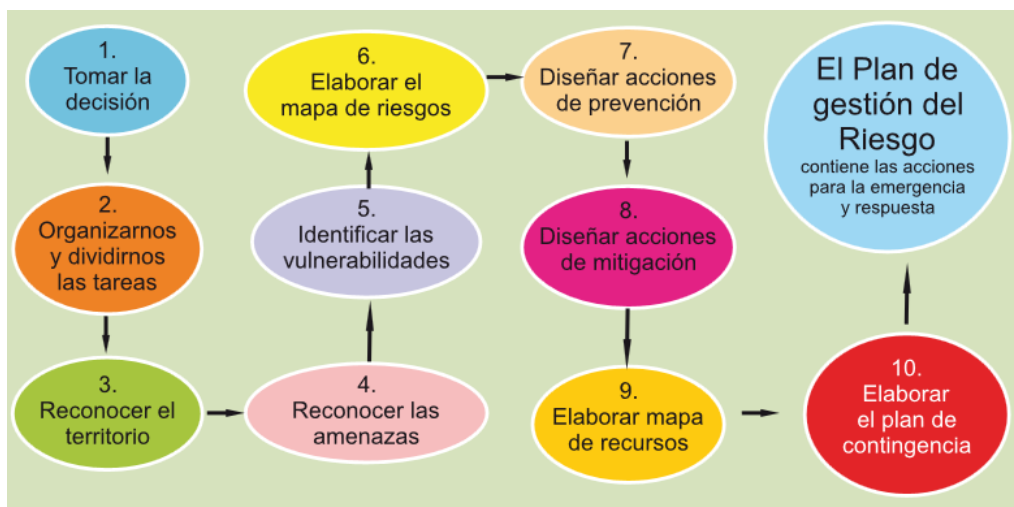 1.
Tomar la
decisión
2.
Organizarnos
y dividirnos
las tareas
3.
Reconocer el
territorio
4.
Reconocer las
amenazas
5.
Identificar las
vulnerabilidades
6.
Elaborar el
mapa de riesgos
7.
Diseñar acciones
de prevención
8.
Diseñar acciones
de mitigación
9.
Elaborar mapa
de recursos
10.
Elaborar
el plan de
contingencia
El Plan de
gestión del
Riesgo
contiene las acciones
para la emergencia
y respuesta